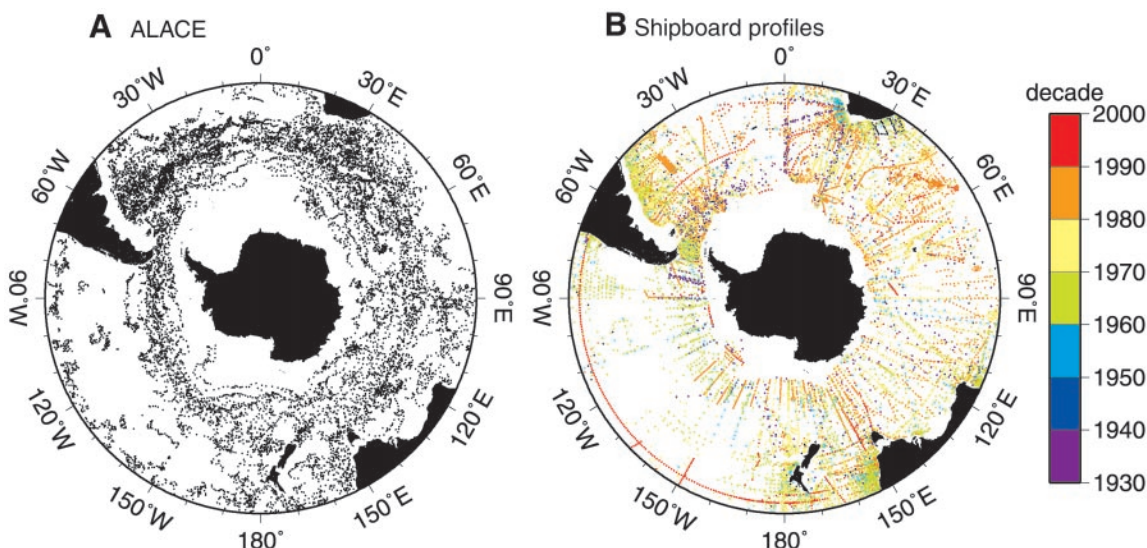 A ALACE
0°
30°E
60°E
90°E
120°E
150°E
180°
150°W
120°W
90°W
60°W
30°W
B Shipboard profiles
0°
30°E
60°E
90°E
120°E
150°E
180°
150°W
120°W
90°W
60°W
30°W
decade
2000
1990
1980
1970
1960
1950
1940
1930